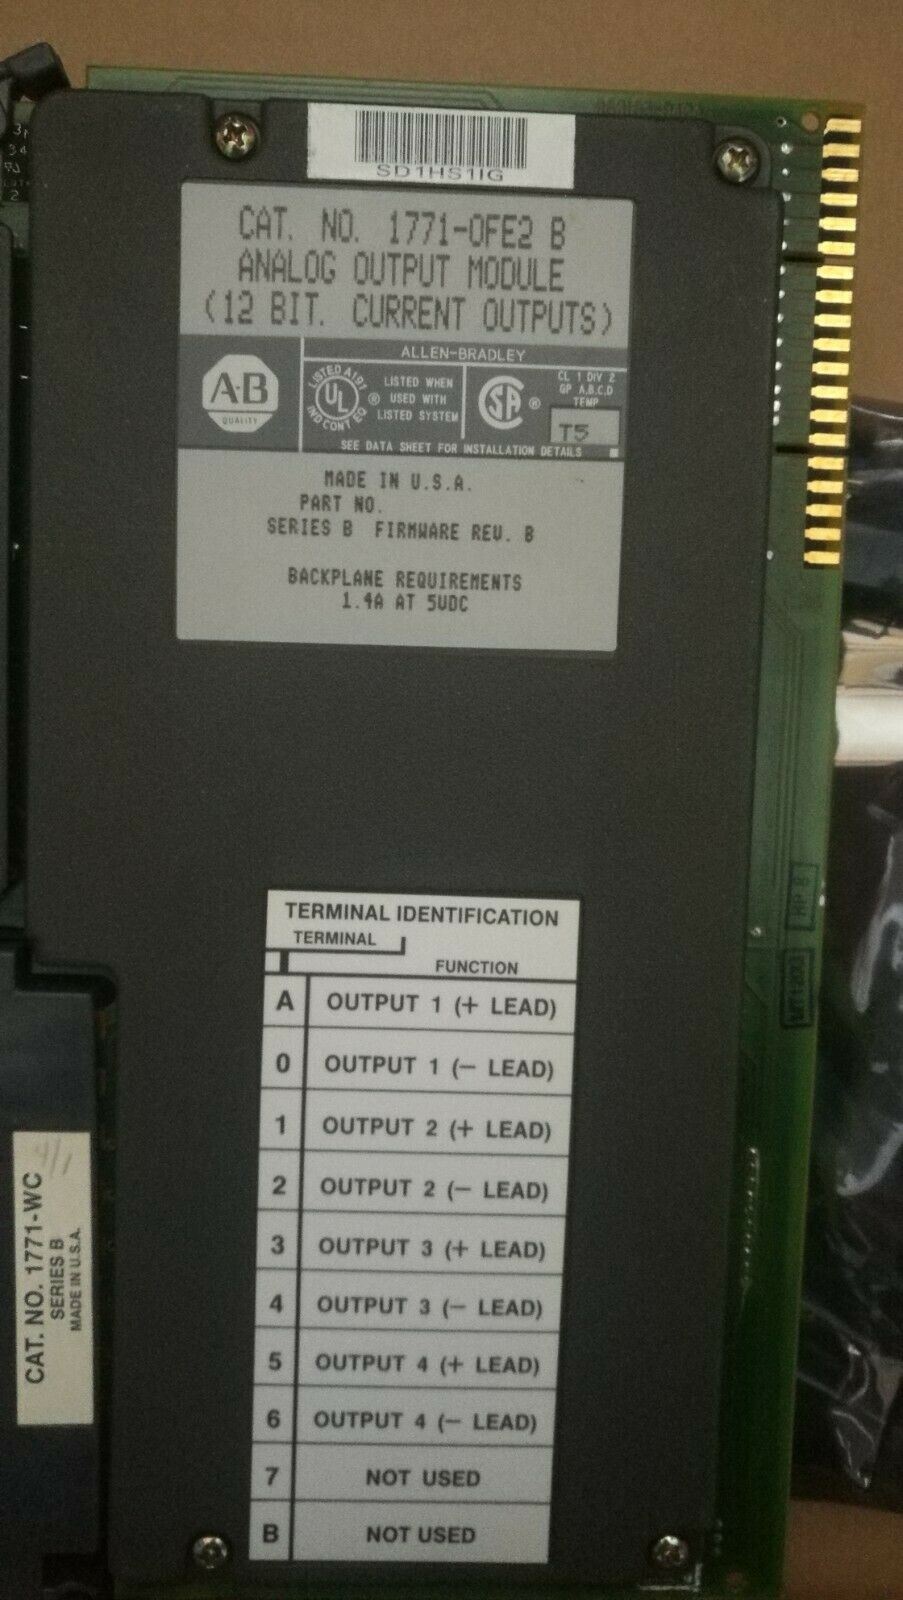 SD1HS1IG
CAT. NO. 1771-OFE2 B
ANALOG OUTPUT MODULE
(12 BIT. CURRENT OUTPUTS)
ALLEN-BRADLEY
A-B
QUALITY
LISTED A191
UL
IND CONT EQ
®
LISTED WHEN
USED WITH
LISTED SYSTEM
SA ®
CL 1 DIV 2
GP A,B,C,D
TEMP
T5
SEE DATA SHEET FOR INSTALLATION DETAILS
MADE IN U.S.A.
PART NO.
SERIES B FIRMWARE REV. B
BACKPLANE REQUIREMENTS
1.4A AT 5VDC
TERMINAL IDENTIFICATION
TERMINAL
FUNCTION
A OUTPUT 1 (+ LEAD)
0 OUTPUT 1 (− LEAD)
1 OUTPUT 2 (+ LEAD)
2 OUTPUT 2 (− LEAD)
3 OUTPUT 3 (+ LEAD)
4 OUTPUT 3 (− LEAD)
5 OUTPUT 4 (+ LEAD)
6 OUTPUT 4 (− LEAD)
7 NOT USED
B NOT USED
CAT. NO. 1771-WC
SERIES B
MADE IN U.S.A.